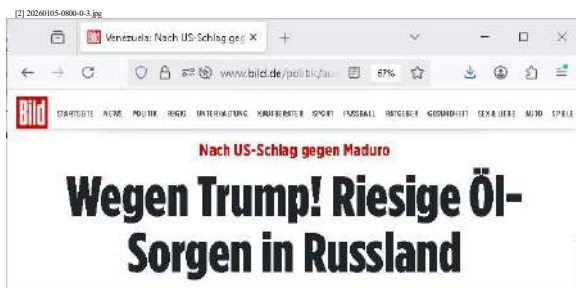 [2] 20260105-0800-0-3.jpg
Venezuela: Nach US-Schlag geg
www.bild.de/politik/au
67%
Bild
STARTSEITE NEWS POLITIK REGIO UNTERHALTUNG KAUFBERATER SPORT FUSSBALL RATGEBER GESUNDHEIT SEX & LIEBE AUTO SPIELE
Nach US-Schlag gegen Maduro
Wegen Trump! Riesige Öl-
Sorgen in Russland